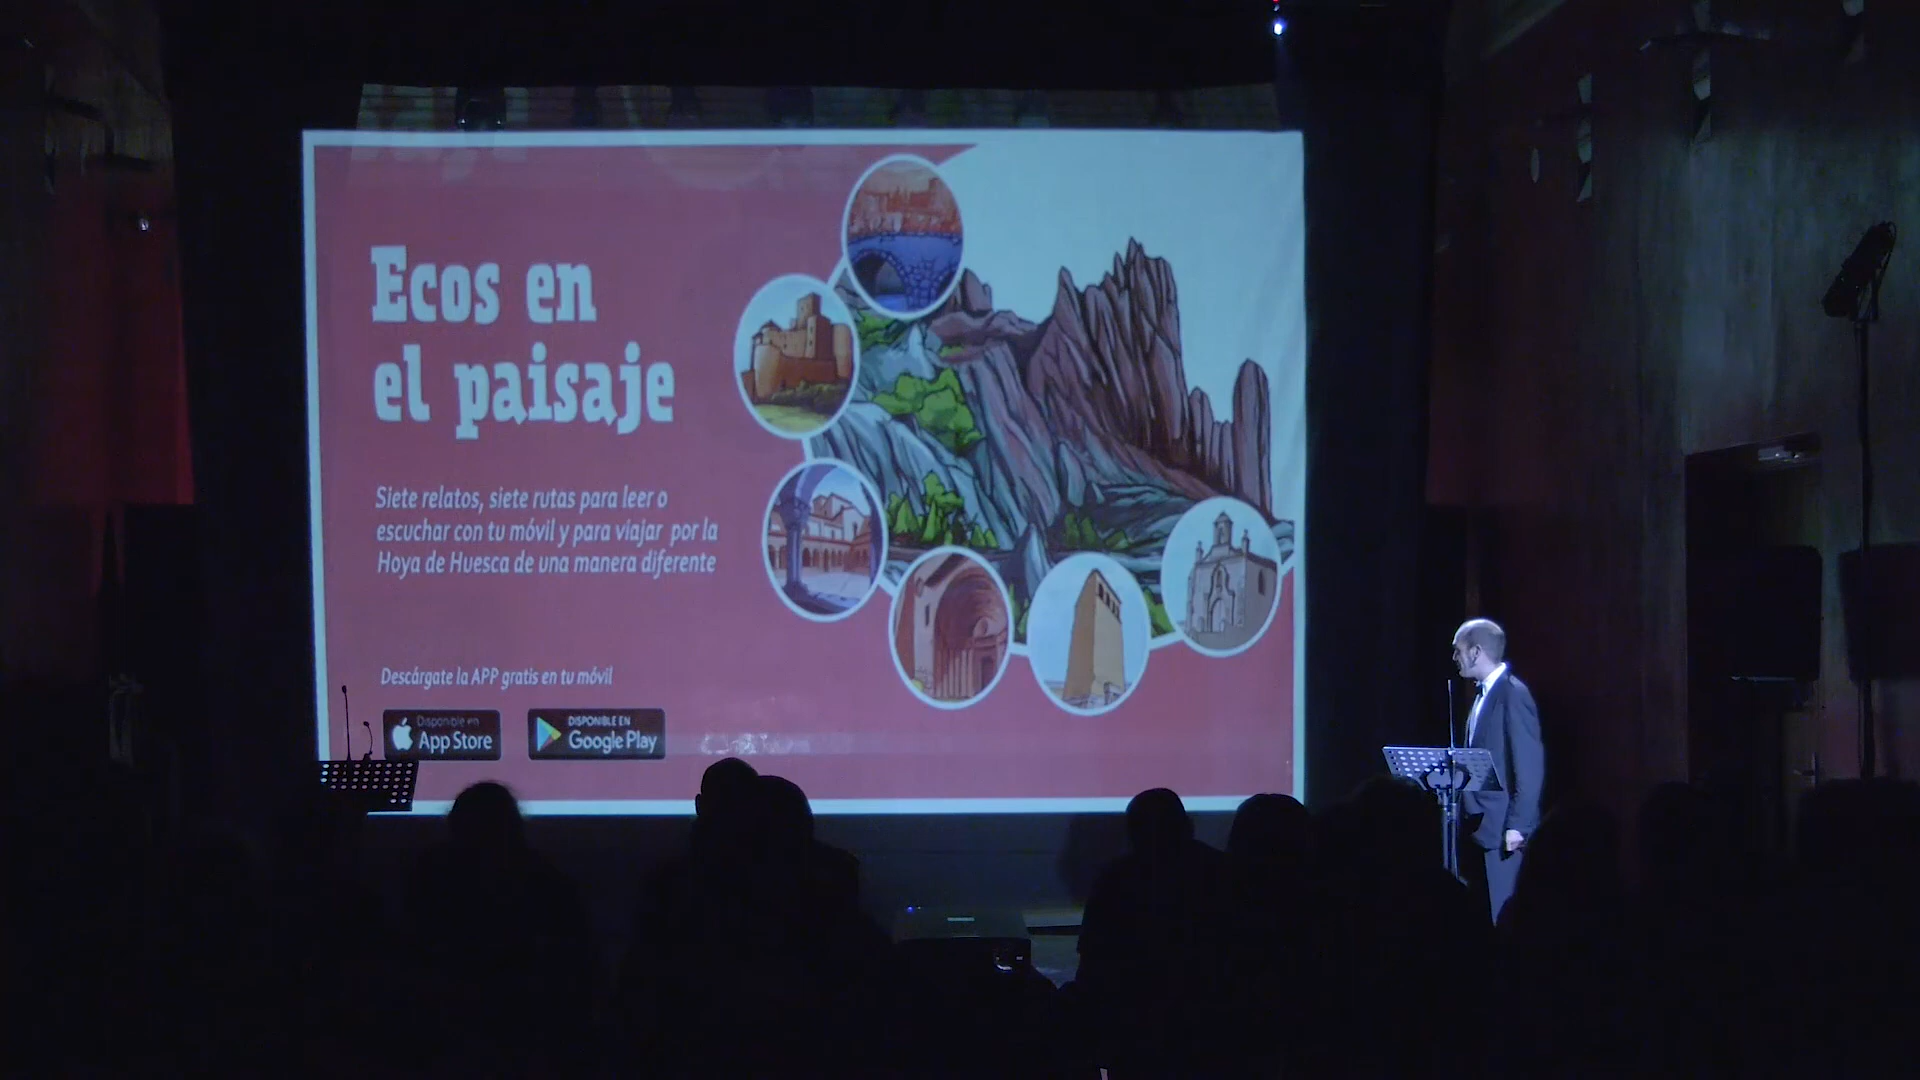 Ecos en
el paisaje
Siete relatos, siete rutas para leer o
escuchar con tu móvil y para viajar por la
Hoya de Huesca de una manera diferente
Descárgate la APP gratis en tu móvil
Disponible en
App Store
DISPONIBLE EN
Google Play